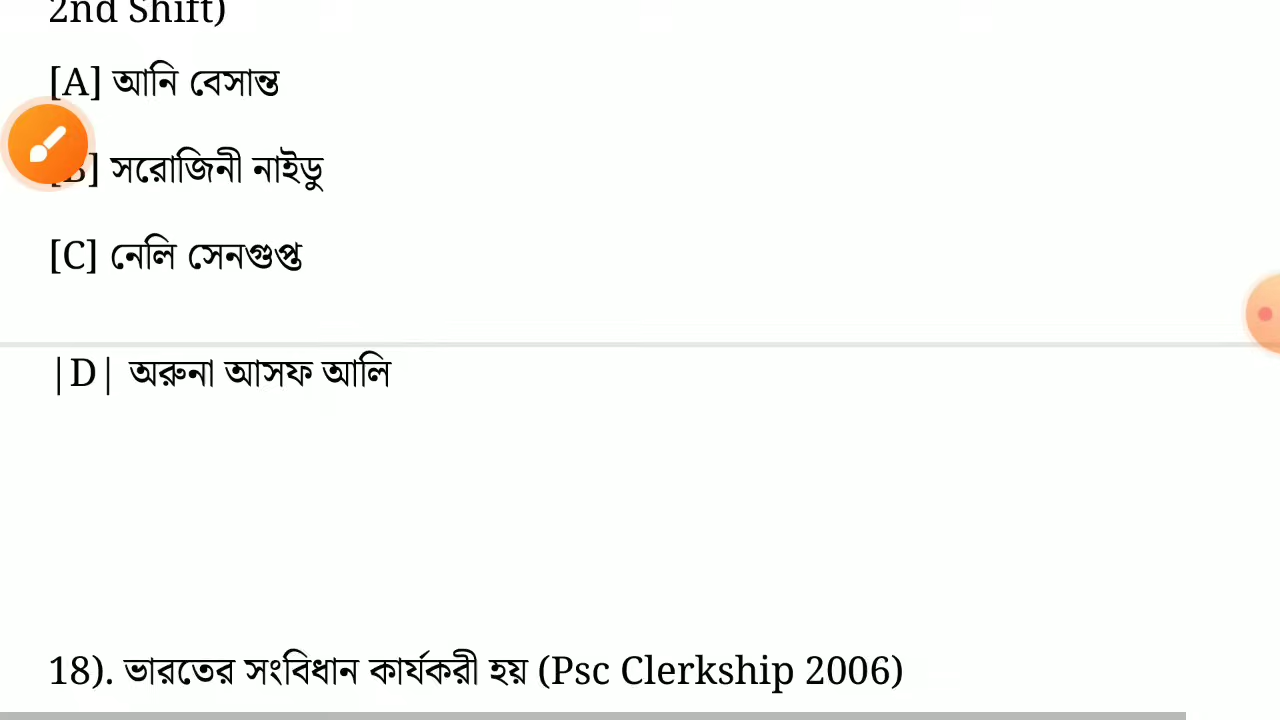 2nd Shift)
[A] আনি বেসান্ত
[B] সরোজিনী নাইডু
[C] নেলি সেনগুপ্ত
|D| অরুনা আসফ আলি
18). ভারতের সংবিধান কার্যকরী হয় (Psc Clerkship 2006)